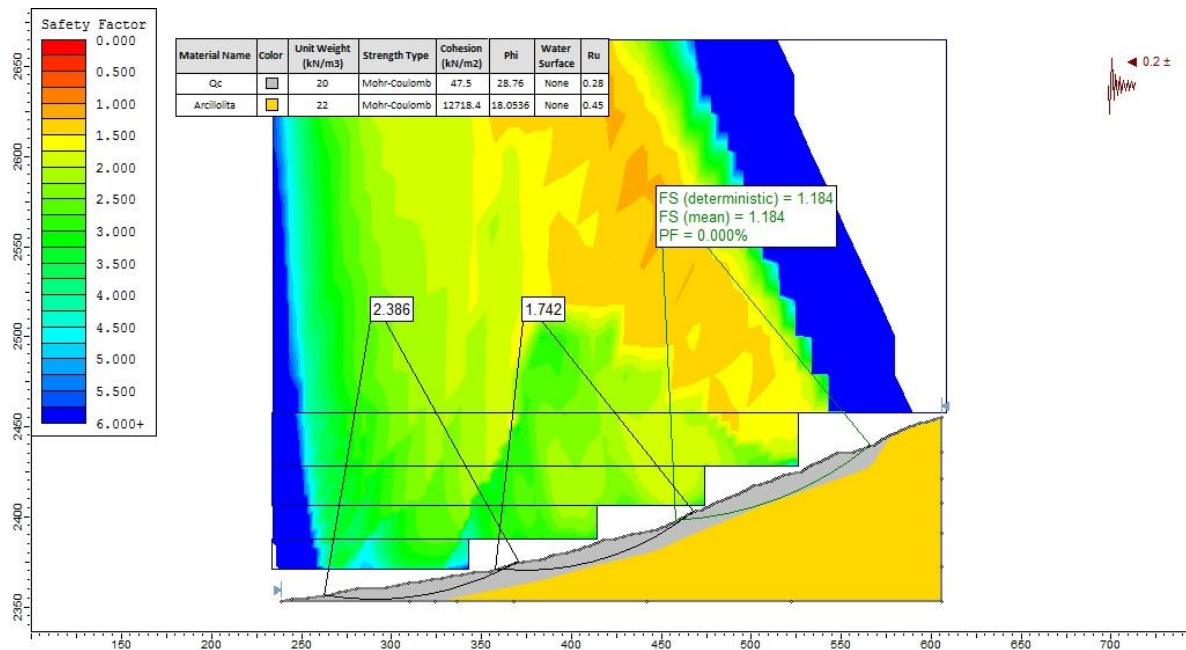 Safety Factor
0.000
0.500
1.000
1.500
2.000
2.500
3.000
3.500
4.000
4.500
5.000
5.500
6.000+
Material Name Color Unit Weight (kN/m3) Strength Type Cohesion (kN/m2) Phi Water Surface Ru
Qc 20 Mohr-Coulomb 47.5 28.76 None 0.28
Arcillolita 22 Mohr-Coulomb 12718.4 18.0536 None 0.45
0.2 ±
FS (deterministic) = 1.184
FS (mean) = 1.184
PF = 0.000%
2.386
1.742
2650
2600
2550
2500
2450
2400
2350
150 200 250 300 350 400 450 500 550 600 650 700